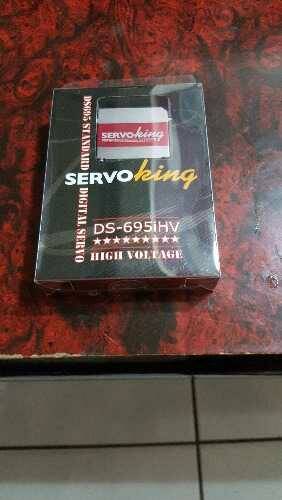 SERVOking
DS695 STANDARD DIGITAL SERVO
SERVOking
DS-695iHV
★★★★★★★★★
HIGH VOLTAGE